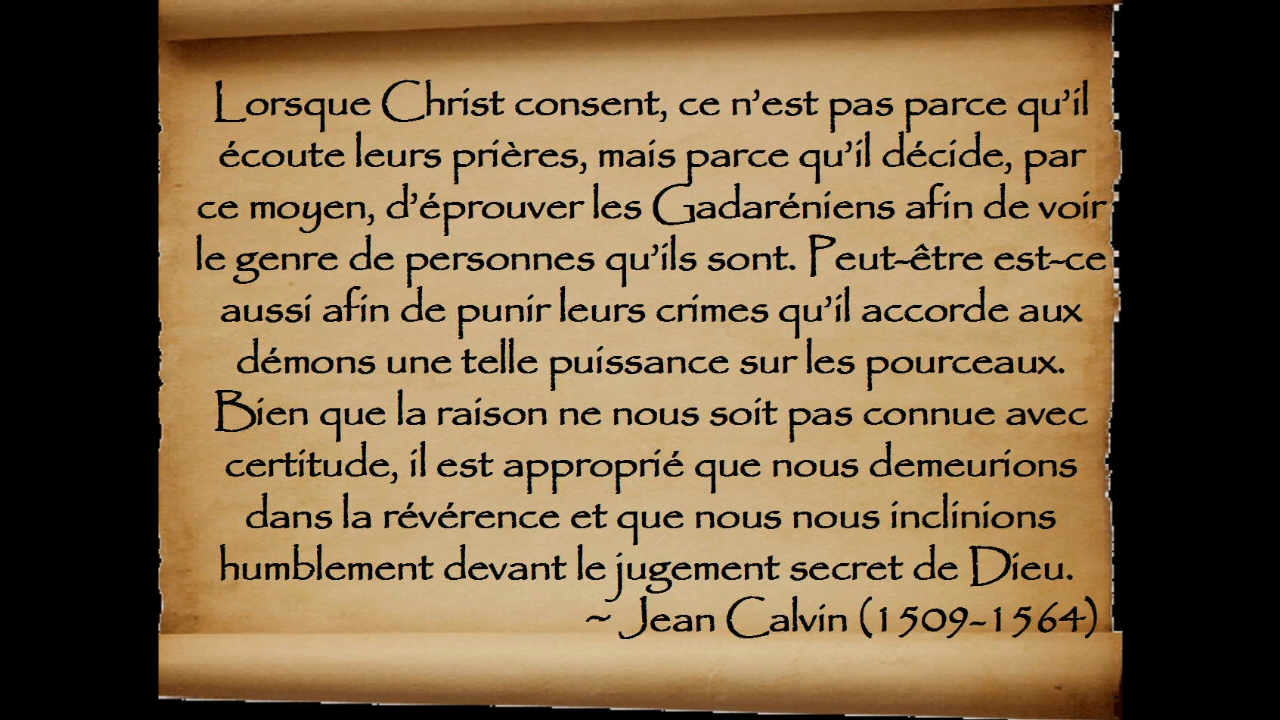 Lorsque Christ consent, ce n’est pas parce qu’il
écoute leurs prières, mais parce qu’il décide, par
ce moyen, d’éprouver les Gadaréniens afin de voir
le genre de personnes qu’ils sont. Peut-être est-ce
aussi afin de punir leurs crimes qu’il accorde aux
démons une telle puissance sur les pourceaux.
Bien que la raison ne nous soit pas connue avec
certitude, il est approprié que nous demeurions
dans la révérence et que nous nous inclinions
humblement devant le jugement secret de Dieu.
~ Jean Calvin (1509-1564)